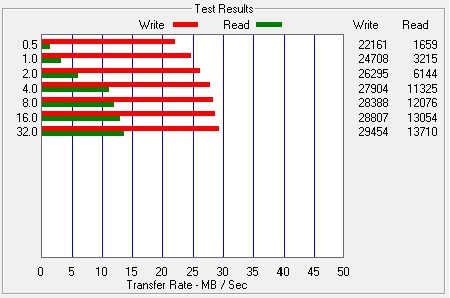 Test Results
Write Read Write Read
0.5 22161 1659
1.0 24708 3215
2.0 26295 6144
4.0 27904 11325
8.0 28388 12076
16.0 28807 13054
32.0 29454 13710
0 5 10 15 20 25 30 35 40 45 50
Transfer Rate - MB / Sec